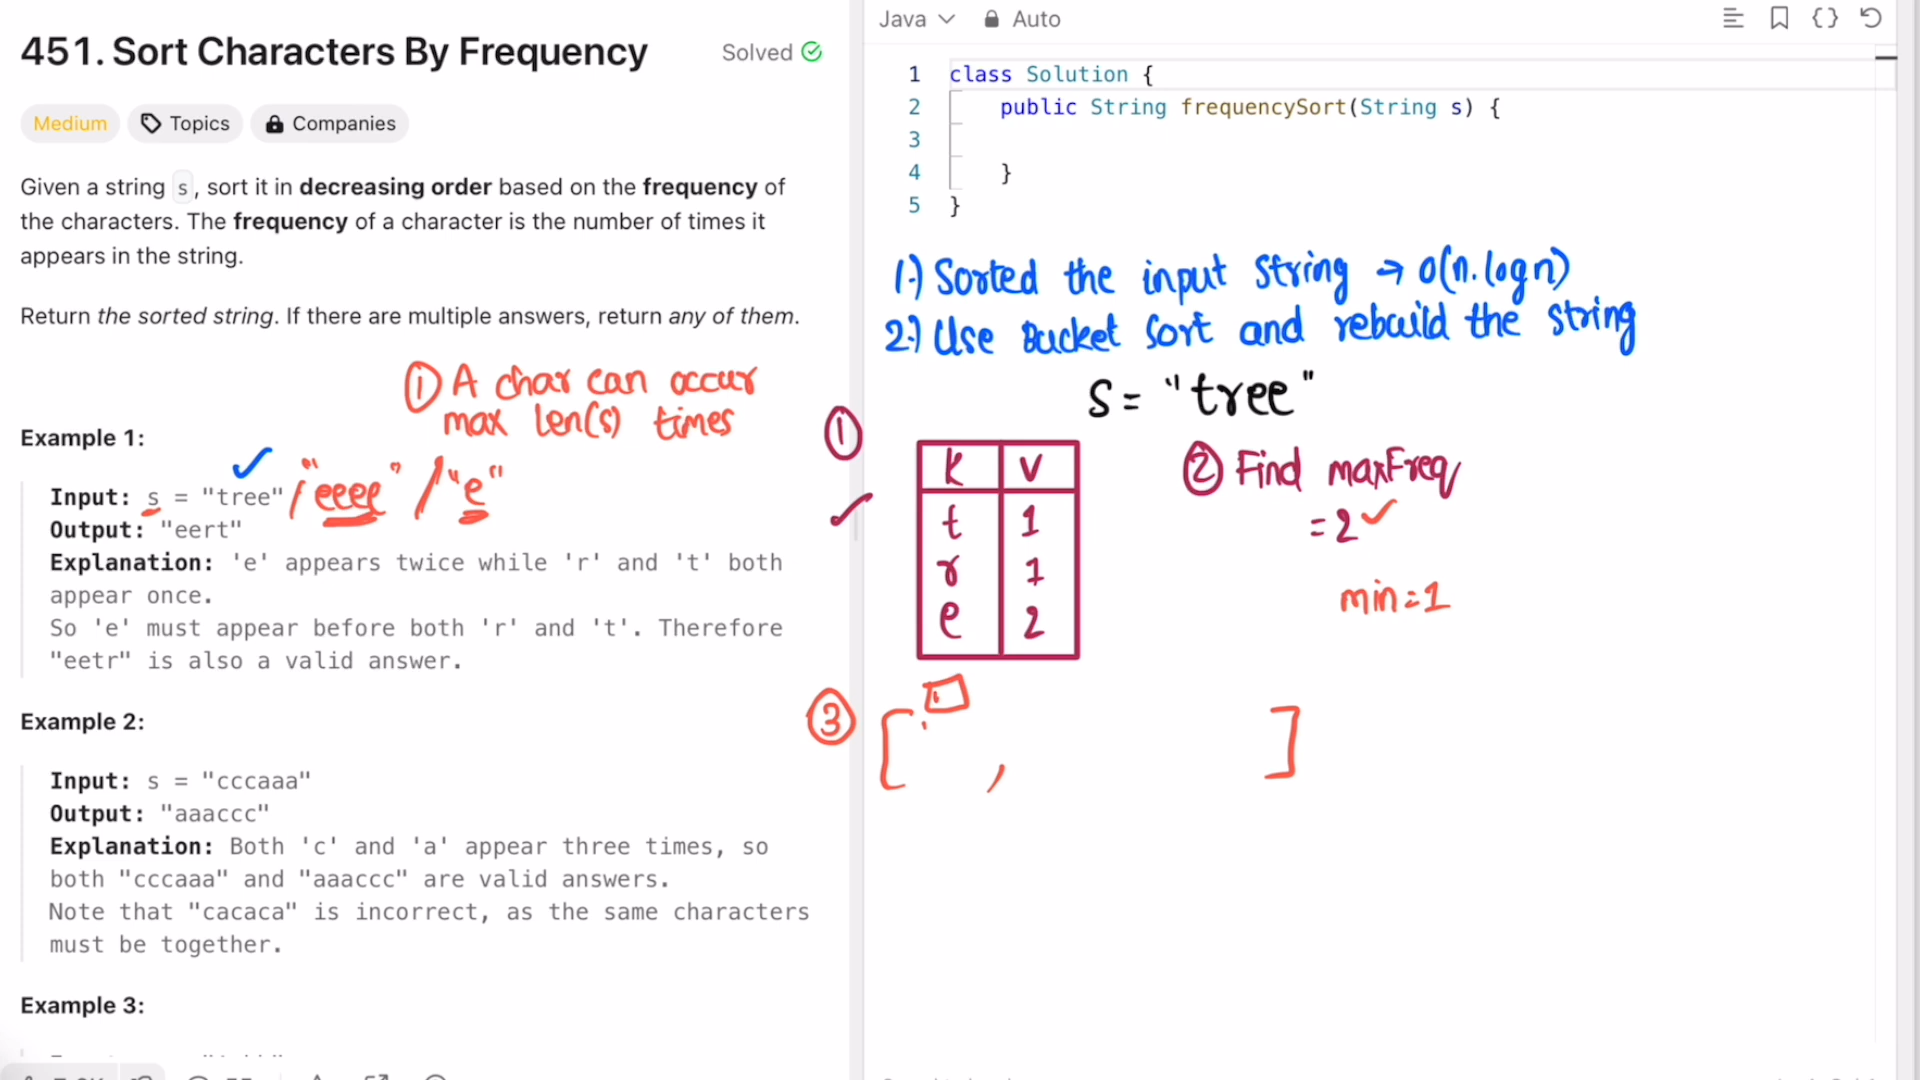 451. Sort Characters By Frequency
Solved
Medium
Topics
Companies
Given a string s, sort it in decreasing order based on the frequency of
the characters. The frequency of a character is the number of times it
appears in the string.
Return the sorted string. If there are multiple answers, return any of them.
① A char can occur
max len(s) times
Example 1:
Input: s = "tree" / "eeee" / "e"
Output: "eert"
Explanation: 'e' appears twice while 'r' and 't' both
appear once.
So 'e' must appear before both 'r' and 't'. Therefore
"eetr" is also a valid answer.
Example 2:
Input: s = "cccaaa"
Output: "aaaccc"
Explanation: Both 'c' and 'a' appear three times, so
both "cccaaa" and "aaaccc" are valid answers.
Note that "cacaca" is incorrect, as the same characters
must be together.
Example 3:
Java
Auto
1 class Solution {
2 public String frequencySort(String s) {
3
4 }
5 }
1.) Sorted the input string → O(n.logn)
2.) Use Bucket Sort and rebuild the string
S = "tree"
①
K V
t 1
r 1
e 2
② Find maxFreq
= 2
min = 1
③ [ , ]